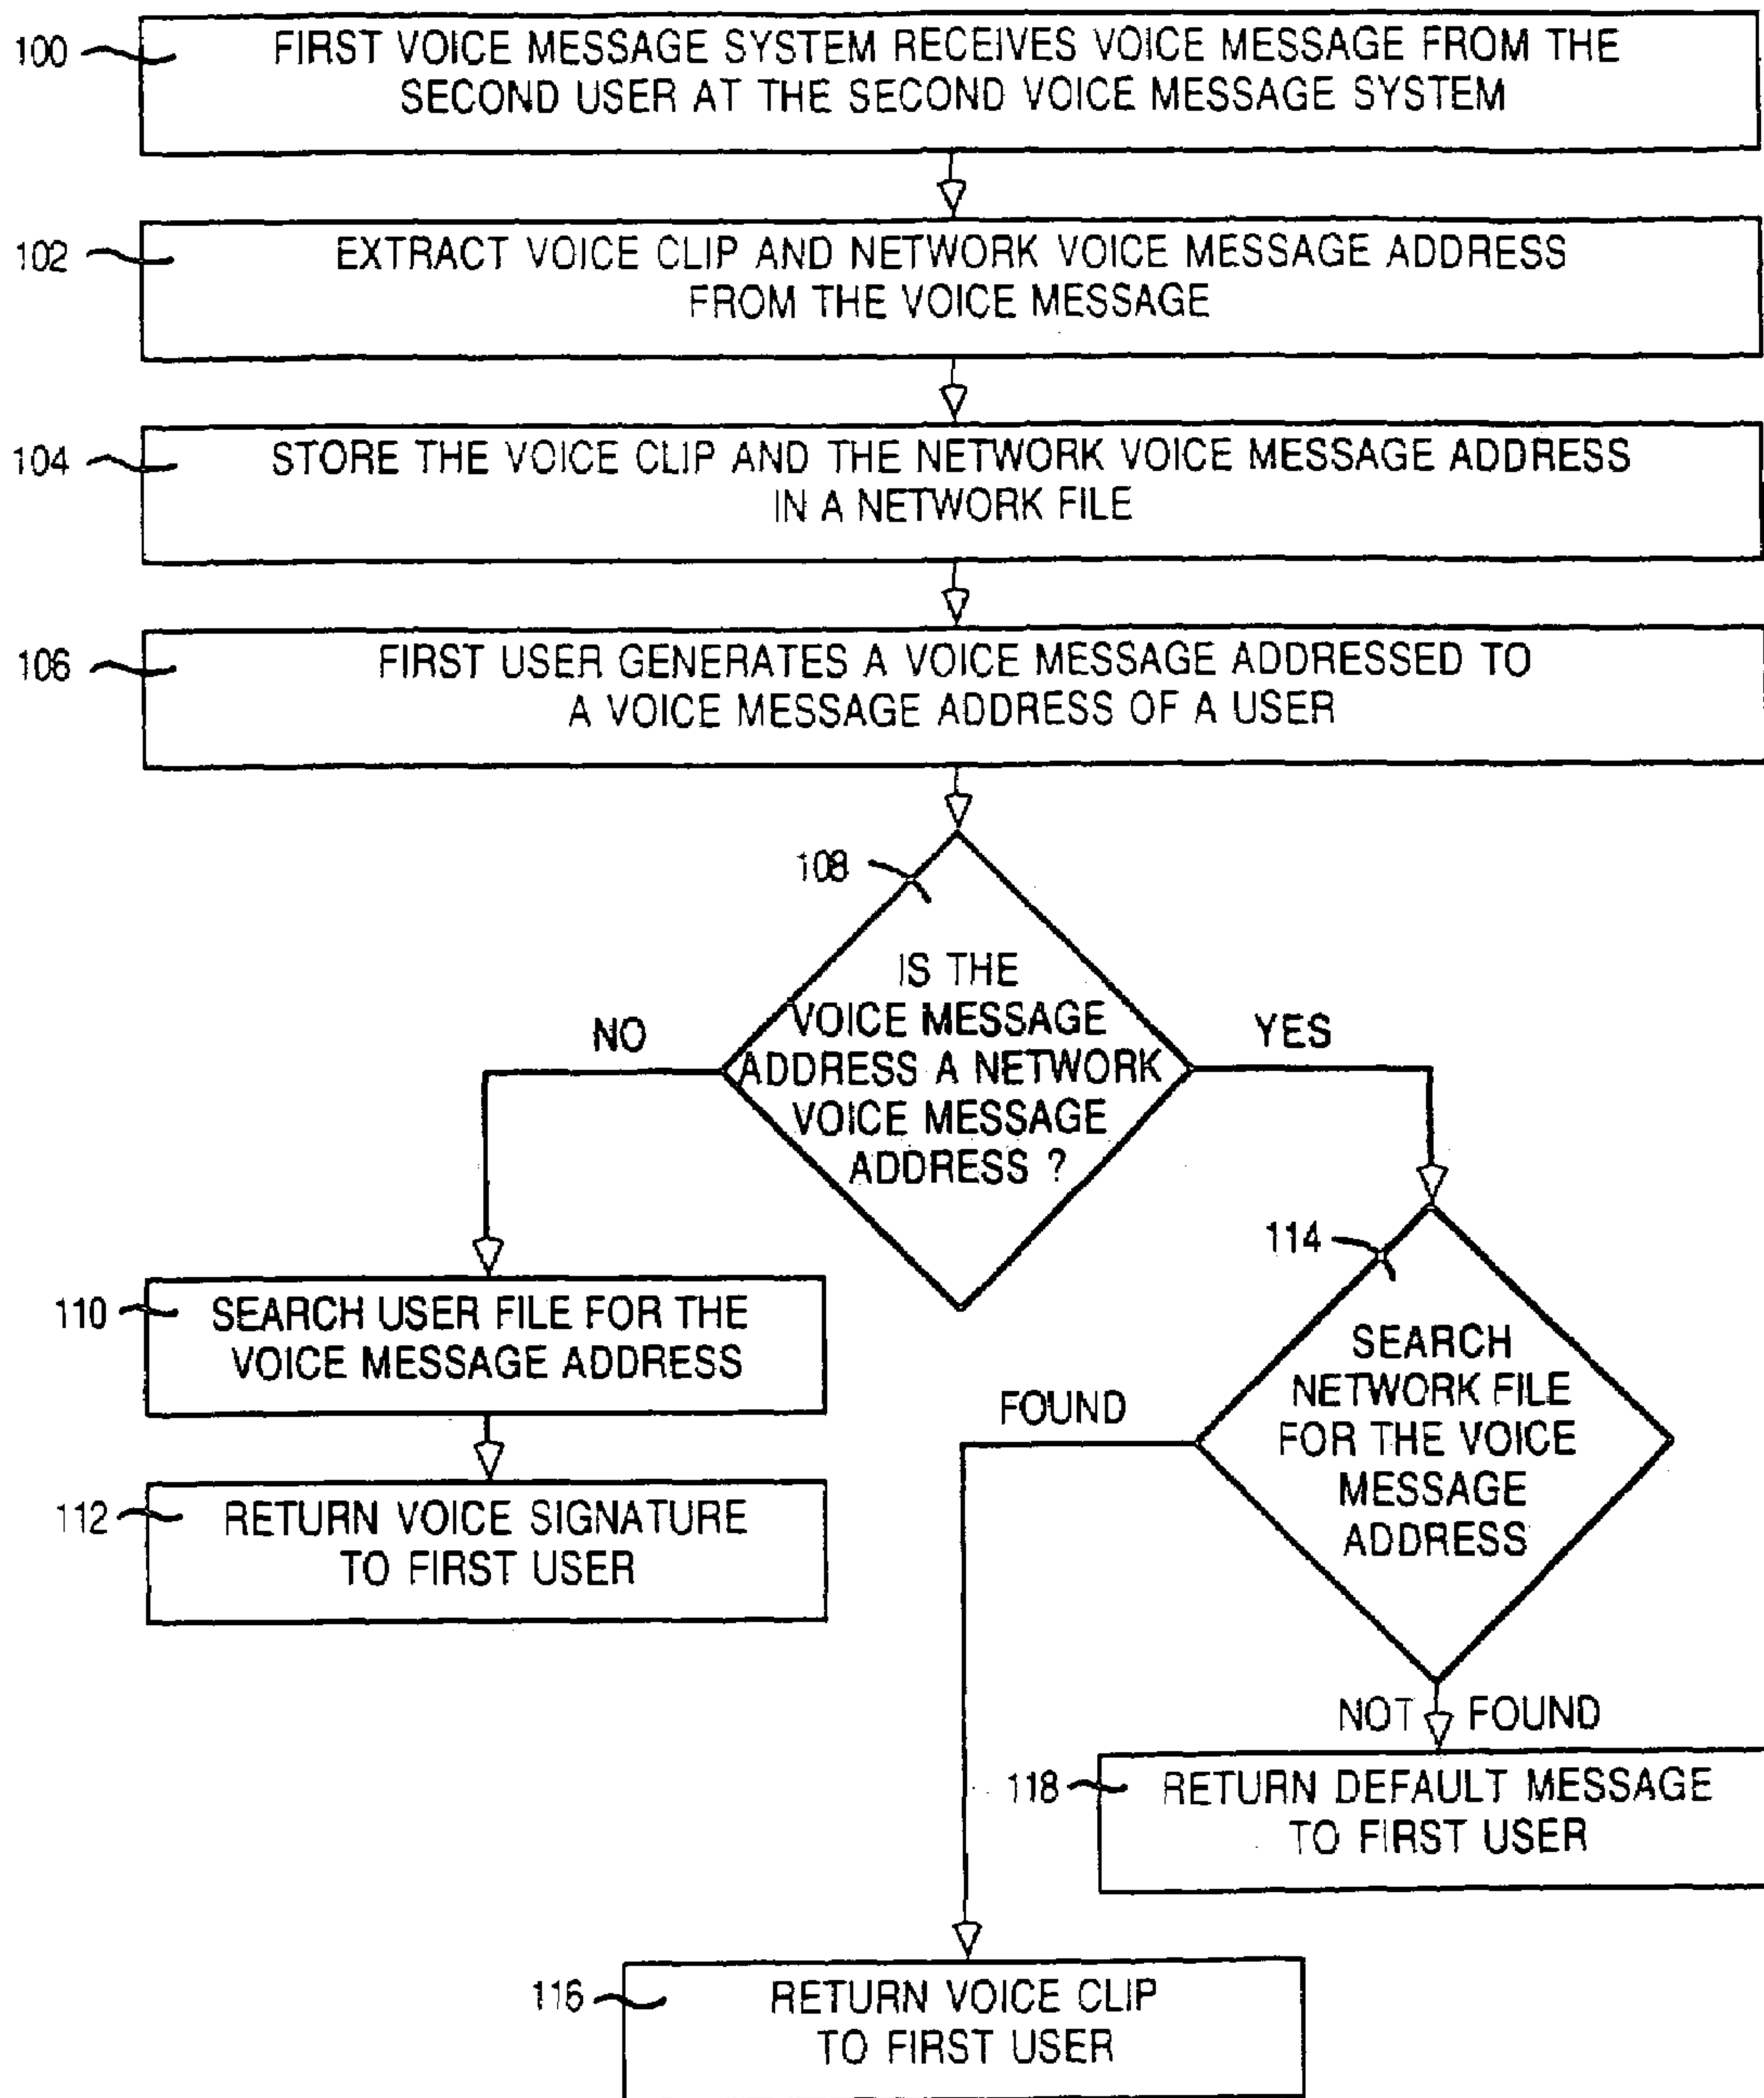 100
FIRST VOICE MESSAGE SYSTEM RECEIVES VOICE MESSAGE FROM THE
SECOND USER AT THE SECOND VOICE MESSAGE SYSTEM
102
EXTRACT VOICE CLIP AND NETWORK VOICE MESSAGE ADDRESS
FROM THE VOICE MESSAGE
104
STORE THE VOICE CLIP AND THE NETWORK VOICE MESSAGE ADDRESS
IN A NETWORK FILE
106
FIRST USER GENERATES A VOICE MESSAGE ADDRESSED TO
A VOICE MESSAGE ADDRESS OF A USER
108
IS THE
VOICE MESSAGE
ADDRESS A NETWORK
VOICE MESSAGE
ADDRESS ?
NO
YES
110
SEARCH USER FILE FOR THE
VOICE MESSAGE ADDRESS
112
RETURN VOICE SIGNATURE
TO FIRST USER
114
SEARCH
NETWORK FILE
FOR THE VOICE
MESSAGE
ADDRESS
FOUND
NOT FOUND
118
RETURN DEFAULT MESSAGE
TO FIRST USER
116
RETURN VOICE CLIP
TO FIRST USER